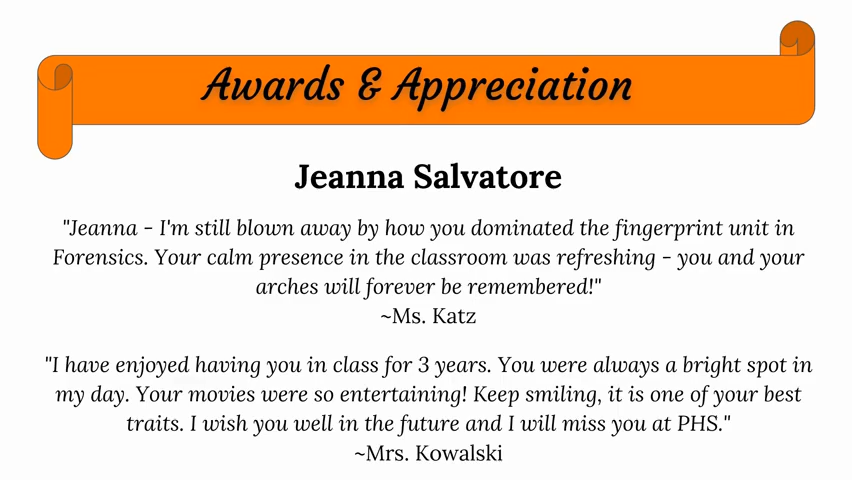 Awards & Appreciation
Jeanna Salvatore
"Jeanna - I'm still blown away by how you dominated the fingerprint unit in
Forensics. Your calm presence in the classroom was refreshing - you and your
arches will forever be remembered!"
~Ms. Katz
"I have enjoyed having you in class for 3 years. You were always a bright spot in
my day. Your movies were so entertaining! Keep smiling, it is one of your best
traits. I wish you well in the future and I will miss you at PHS."
~Mrs. Kowalski